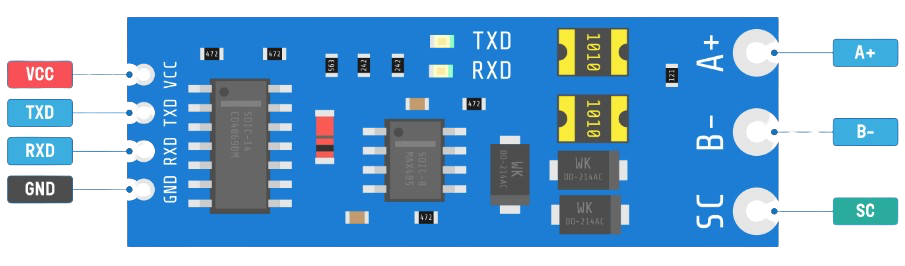 VCC
TXD
RXD
GND
VCC
TXD
RXD
GND
472
472
SOIC-14
CD4069DM
563
242
242
TXD
RXD
472
SOIC-8
MAX485
472
WK
DO-214AC
1010
1010
WK
DO-214AC
WK
DO-214AC
121
A+
B-
SC
A+
B-
SC